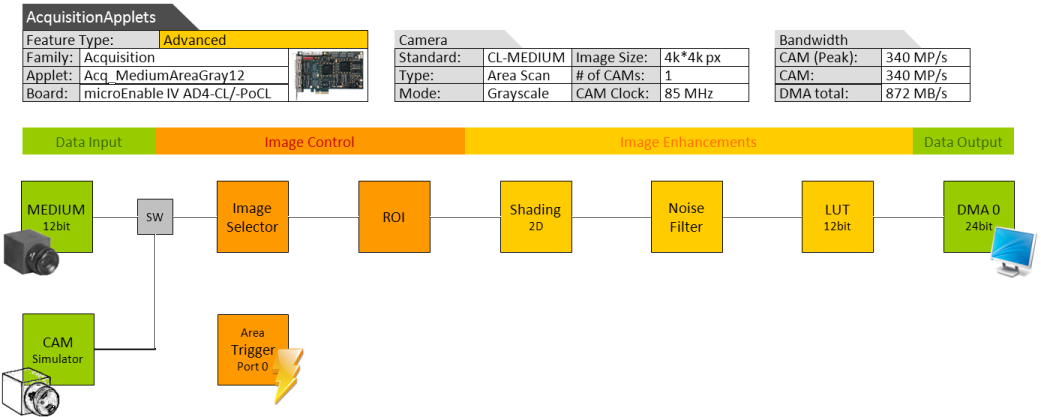 AcquisitionApplets
Feature Type: Advanced
Family: Acquisition
Applet: Acq_MediumAreaGray12
Board: microEnable IV AD4-CL/-PoCL
Camera
Standard: CL-MEDIUM Image Size: 4k*4k px
Type: Area Scan # of CAMs: 1
Mode: Grayscale CAM Clock: 85 MHz
Bandwidth
CAM (Peak): 340 MP/s
CAM: 340 MP/s
DMA total: 872 MB/s
Data Input Image Control Image Enhancements Data Output
MEDIUM
12bit
SW
Image
Selector
ROI
Shading
2D
Noise
Filter
LUT
12bit
DMA 0
24bit
CAM
Simulator
Area
Trigger
Port 0